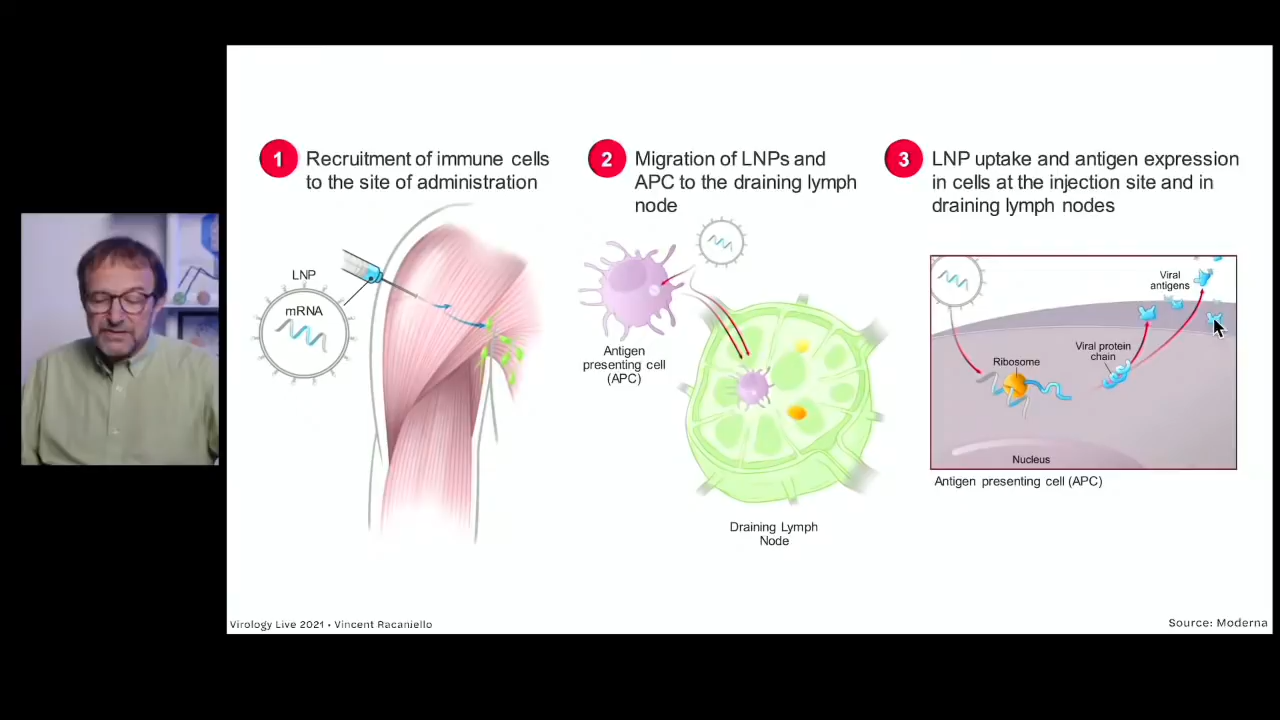 1
Recruitment of immune cells
to the site of administration
LNP
mRNA
2
Migration of LNPs and
APC to the draining lymph
node
Antigen
presenting cell
(APC)
Draining Lymph
Node
3
LNP uptake and antigen expression
in cells at the injection site and in
draining lymph nodes
Viral
antigens
Viral protein
chain
Ribosome
Nucleus
Antigen presenting cell (APC)
Virology Live 2021 • Vincent Racaniello
Source: Moderna